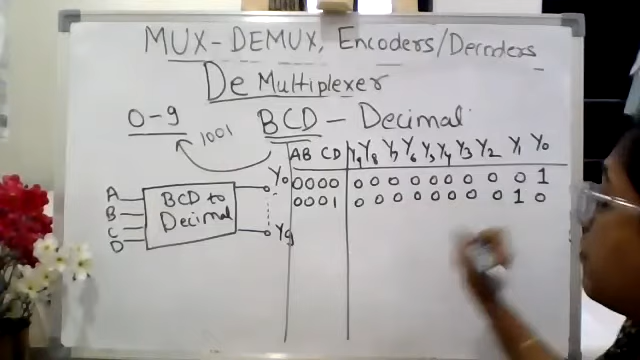 MUX-DEMUX, Encoders/Decoders
DeMultiplexer
0-9
1001
BCD - Decimal
AB CD Y9 Y8 Y7 Y6 Y5 Y4 Y3 Y2 Y1 Y0
0000 0 0 0 0 0 0 0 0 0 1
0001 0 0 0 0 0 0 0 0 1 0
A
B
C
D
BCD to
Decimal
Y0
Y9